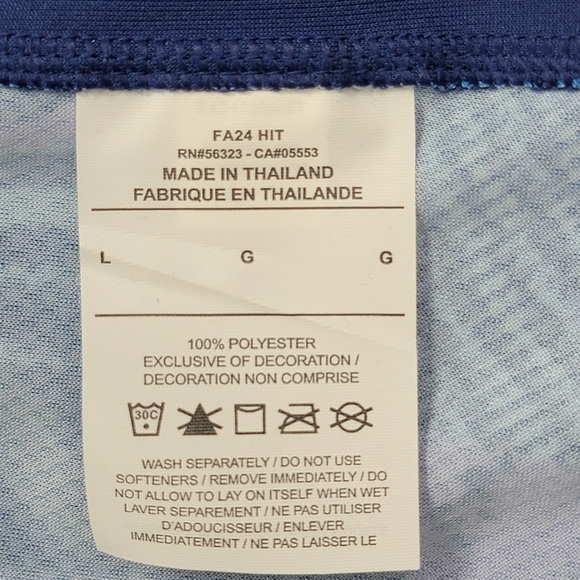 FA24 HIT
RN#56323 - CA#05553
MADE IN THAILAND
FABRIQUE EN THAILANDE
L G G
100% POLYESTER
EXCLUSIVE OF DECORATION /
DECORATION NON COMPRISE
30C
WASH SEPARATELY / DO NOT USE
SOFTENERS / REMOVE IMMEDIATELY / DO
NOT ALLOW TO LAY ON ITSELF WHEN WET
LAVER SEPAREMENT / NE PAS UTILISER
D'ADOUCISSEUR / ENLEVER
IMMEDIATEMENT / NE PAS LAISSER LE